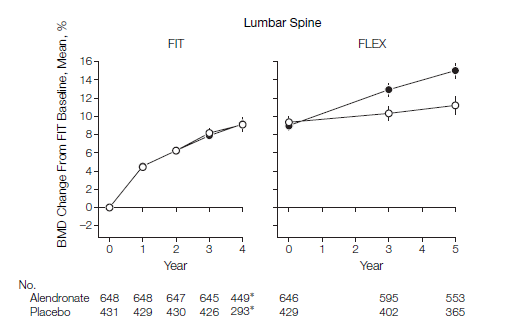 Lumbar Spine
FIT
FLEX
BMD Change From FIT Baseline, Mean, %
16
14
12
10
8
6
4
2
0
−2
0 1 2 3 4
0 1 2 3 4 5
Year
Year
No.
Alendronate 648 648 647 645 449* 646 595 553
Placebo 431 429 430 426 293* 429 402 365